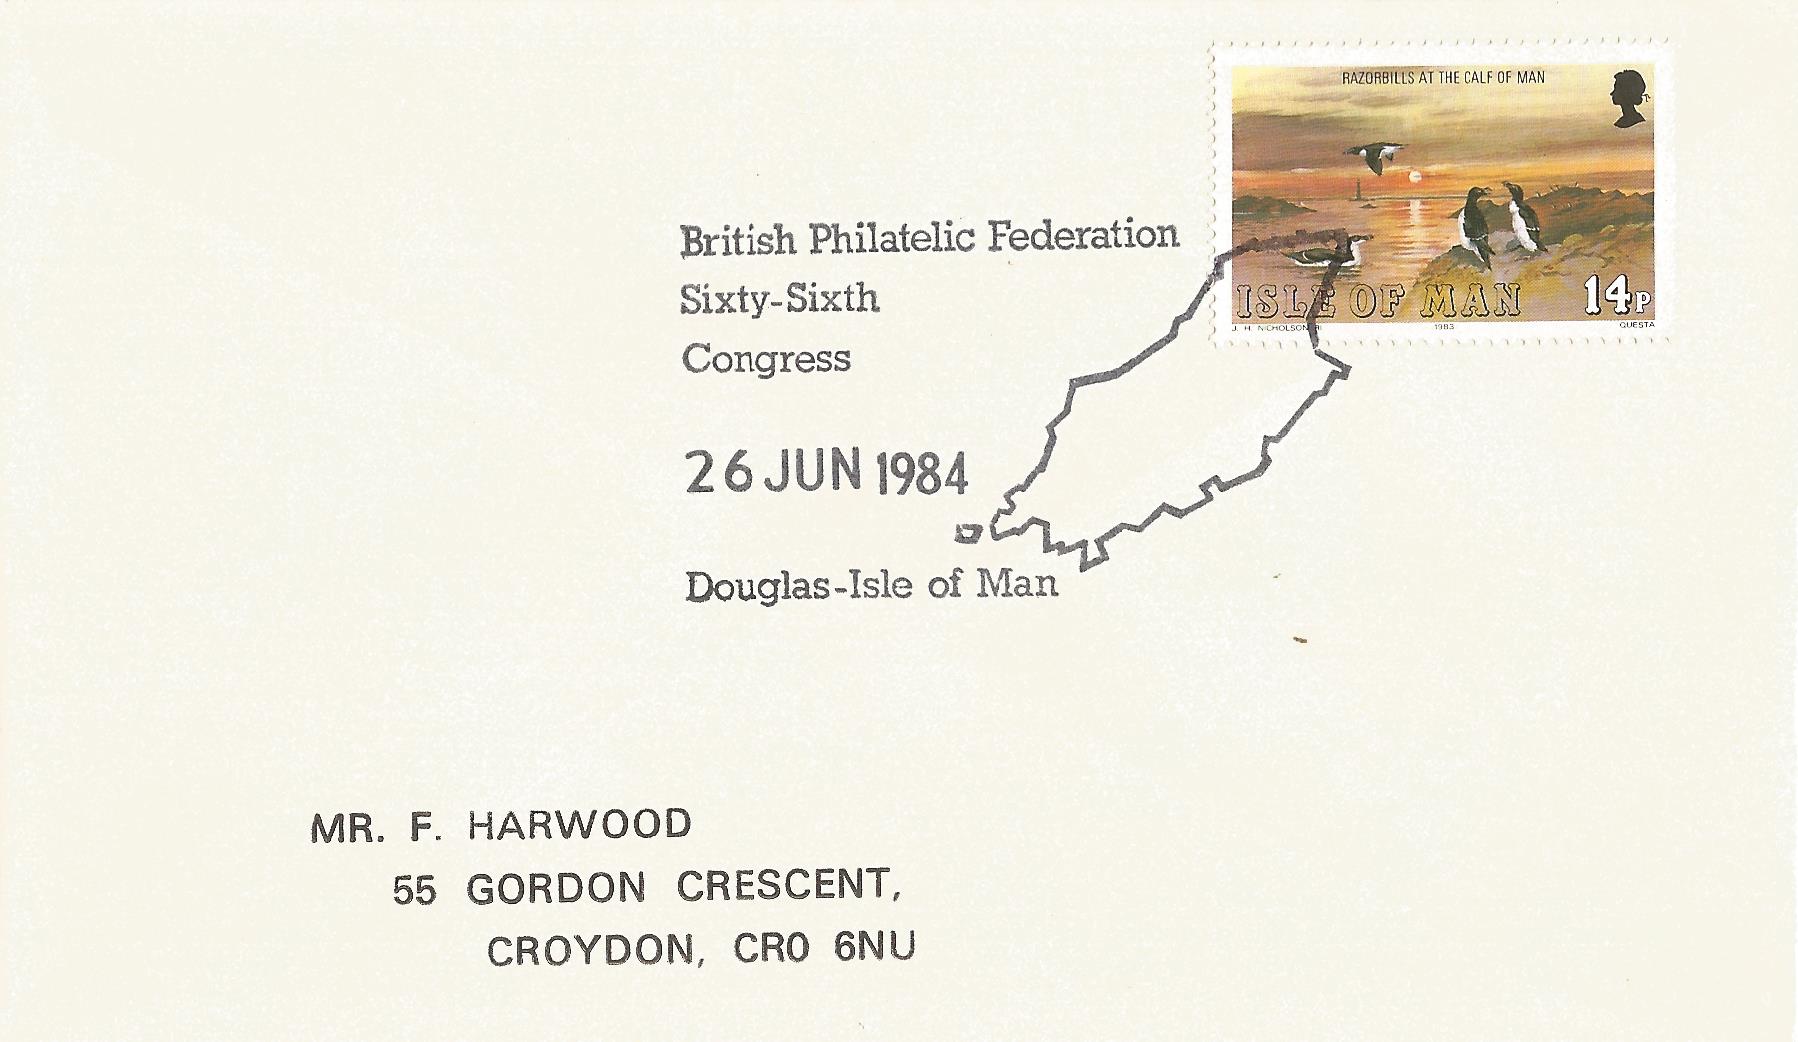 RAZORBILLS AT THE CALF OF MAN
ISLE OF MAN 14P
J. H. NICHOLSON RI 1983 QUESTA
British Philatelic Federation
Sixty-Sixth
Congress
26 JUN 1984
Douglas-Isle of Man
MR. F. HARWOOD
55 GORDON CRESCENT,
CROYDON, CR0 6NU